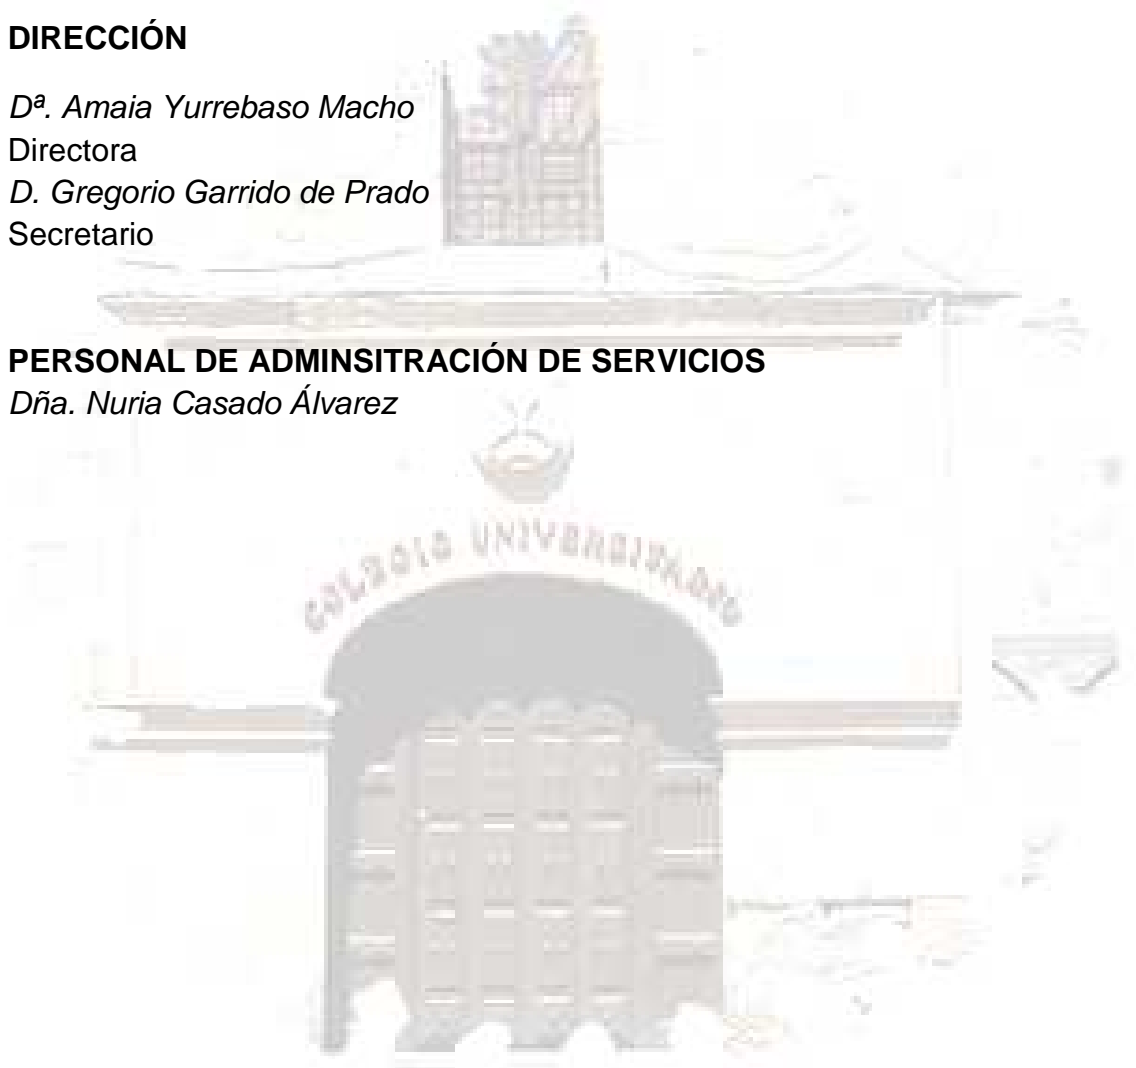 DIRECCIÓN
Dª. Amaia Yurrebaso Macho
Directora
D. Gregorio Garrido de Prado
Secretario
PERSONAL DE ADMINSITRACIÓN DE SERVICIOS
Dña. Nuria Casado Álvarez
COLEGIO UNIVERSITARIO